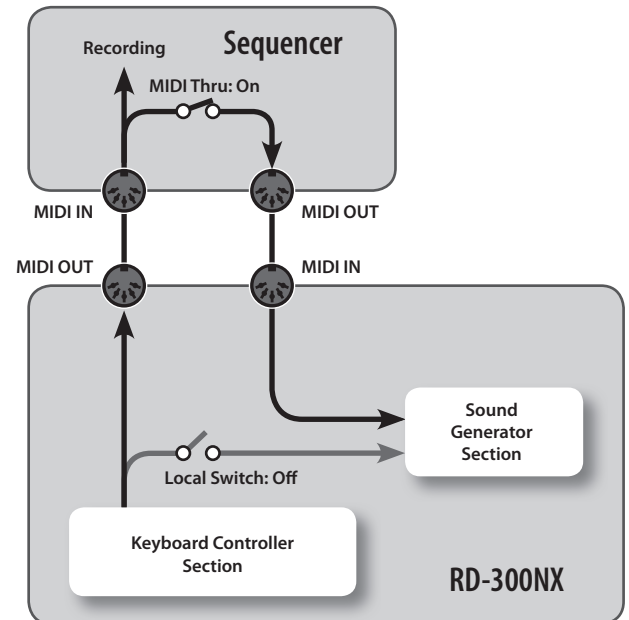 Sequencer
Recording
MIDI Thru: On
MIDI IN
MIDI OUT
MIDI OUT
MIDI IN
Sound
Generator
Section
Local Switch: Off
Keyboard Controller
Section
RD-300NX